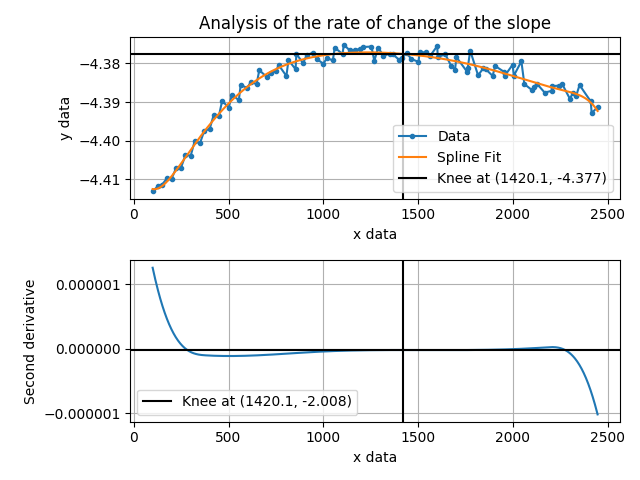 Analysis of the rate of change of the slope
−4.38
−4.39
−4.40
−4.41
y data
Data
Spline Fit
Knee at (1420.1, -4.377)
0 500 1000 1500 2000 2500
x data
0.000001
0.000000
−0.000001
Second derivative
Knee at (1420.1, -2.008)
0 500 1000 1500 2000 2500
x data